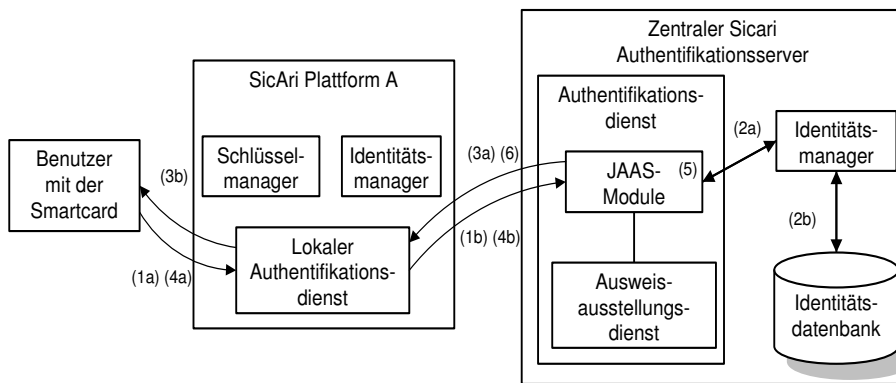 Zentraler Sicari
Authentifikationsserver
SicAri Plattform A
Authentifikations-
dienst
(2a)
Identitäts-
manager
Benutzer
mit der
Smartcard
(3b)
Schlüssel-
manager
Identitäts-
manager
(3a) (6)
JAAS-
Module
(5)
(2b)
(1a) (4a)
Lokaler
Authentifikations-
dienst
(1b) (4b)
Ausweis-
ausstellungs-
dienst
Identitäts-
datenbank